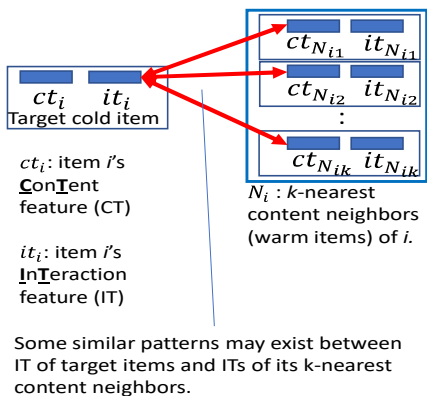 ct_i it_i
Target cold item
ct_{N_{i1}} it_{N_{i1}}
ct_{N_{i2}} it_{N_{i2}}
:
ct_{N_{ik}} it_{N_{ik}}
ct_i: item i's
ConTent
feature (CT)
it_i: item i's
InTeraction
feature (IT)
N_i : k-nearest
content neighbors
(warm items) of i.
Some similar patterns may exist between
IT of target items and ITs of its k-nearest
content neighbors.